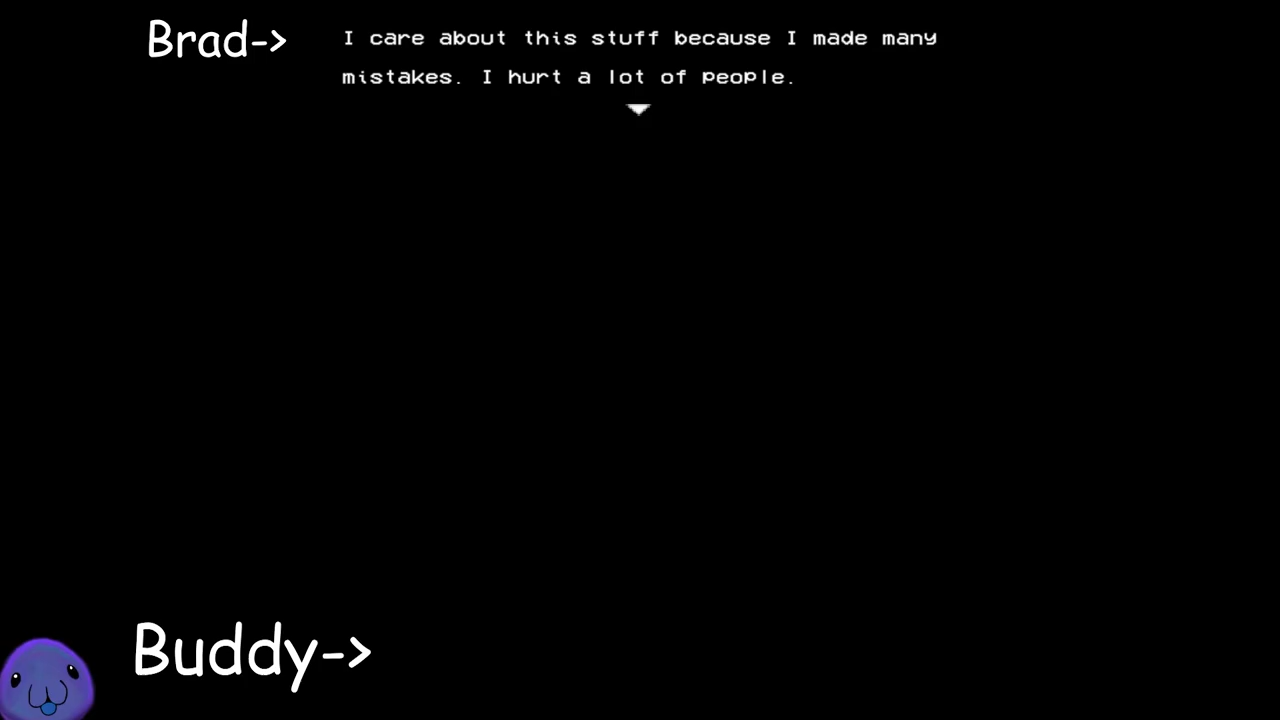 Brad-> I care about this stuff because I made many
mistakes. I hurt a lot of people.
Buddy->